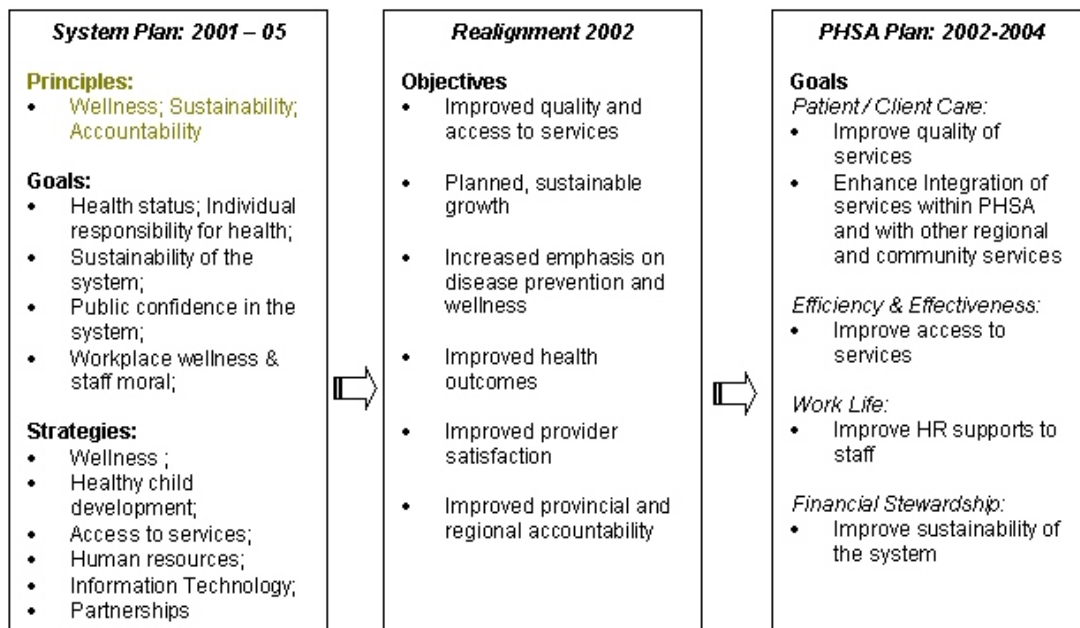 System Plan: 2001 – 05
Principles:
• Wellness; Sustainability;
Accountability
Goals:
• Health status; Individual
responsibility for health;
• Sustainability of the
system;
• Public confidence in the
system;
• Workplace wellness &
staff moral;
Strategies:
• Wellness ;
• Healthy child
development;
• Access to services;
• Human resources;
• Information Technology;
• Partnerships
Realignment 2002
Objectives
• Improved quality and
access to services
• Planned, sustainable
growth
• Increased emphasis on
disease prevention and
wellness
• Improved health
outcomes
• Improved provider
satisfaction
• Improved provincial and
regional accountability
PHSA Plan: 2002-2004
Goals
Patient / Client Care:
• Improve quality of
services
• Enhance Integration of
services within PHSA
and with other regional
and community services
Efficiency & Effectiveness:
• Improve access to
services
Work Life:
• Improve HR supports to
staff
Financial Stewardship:
• Improve sustainability of
the system